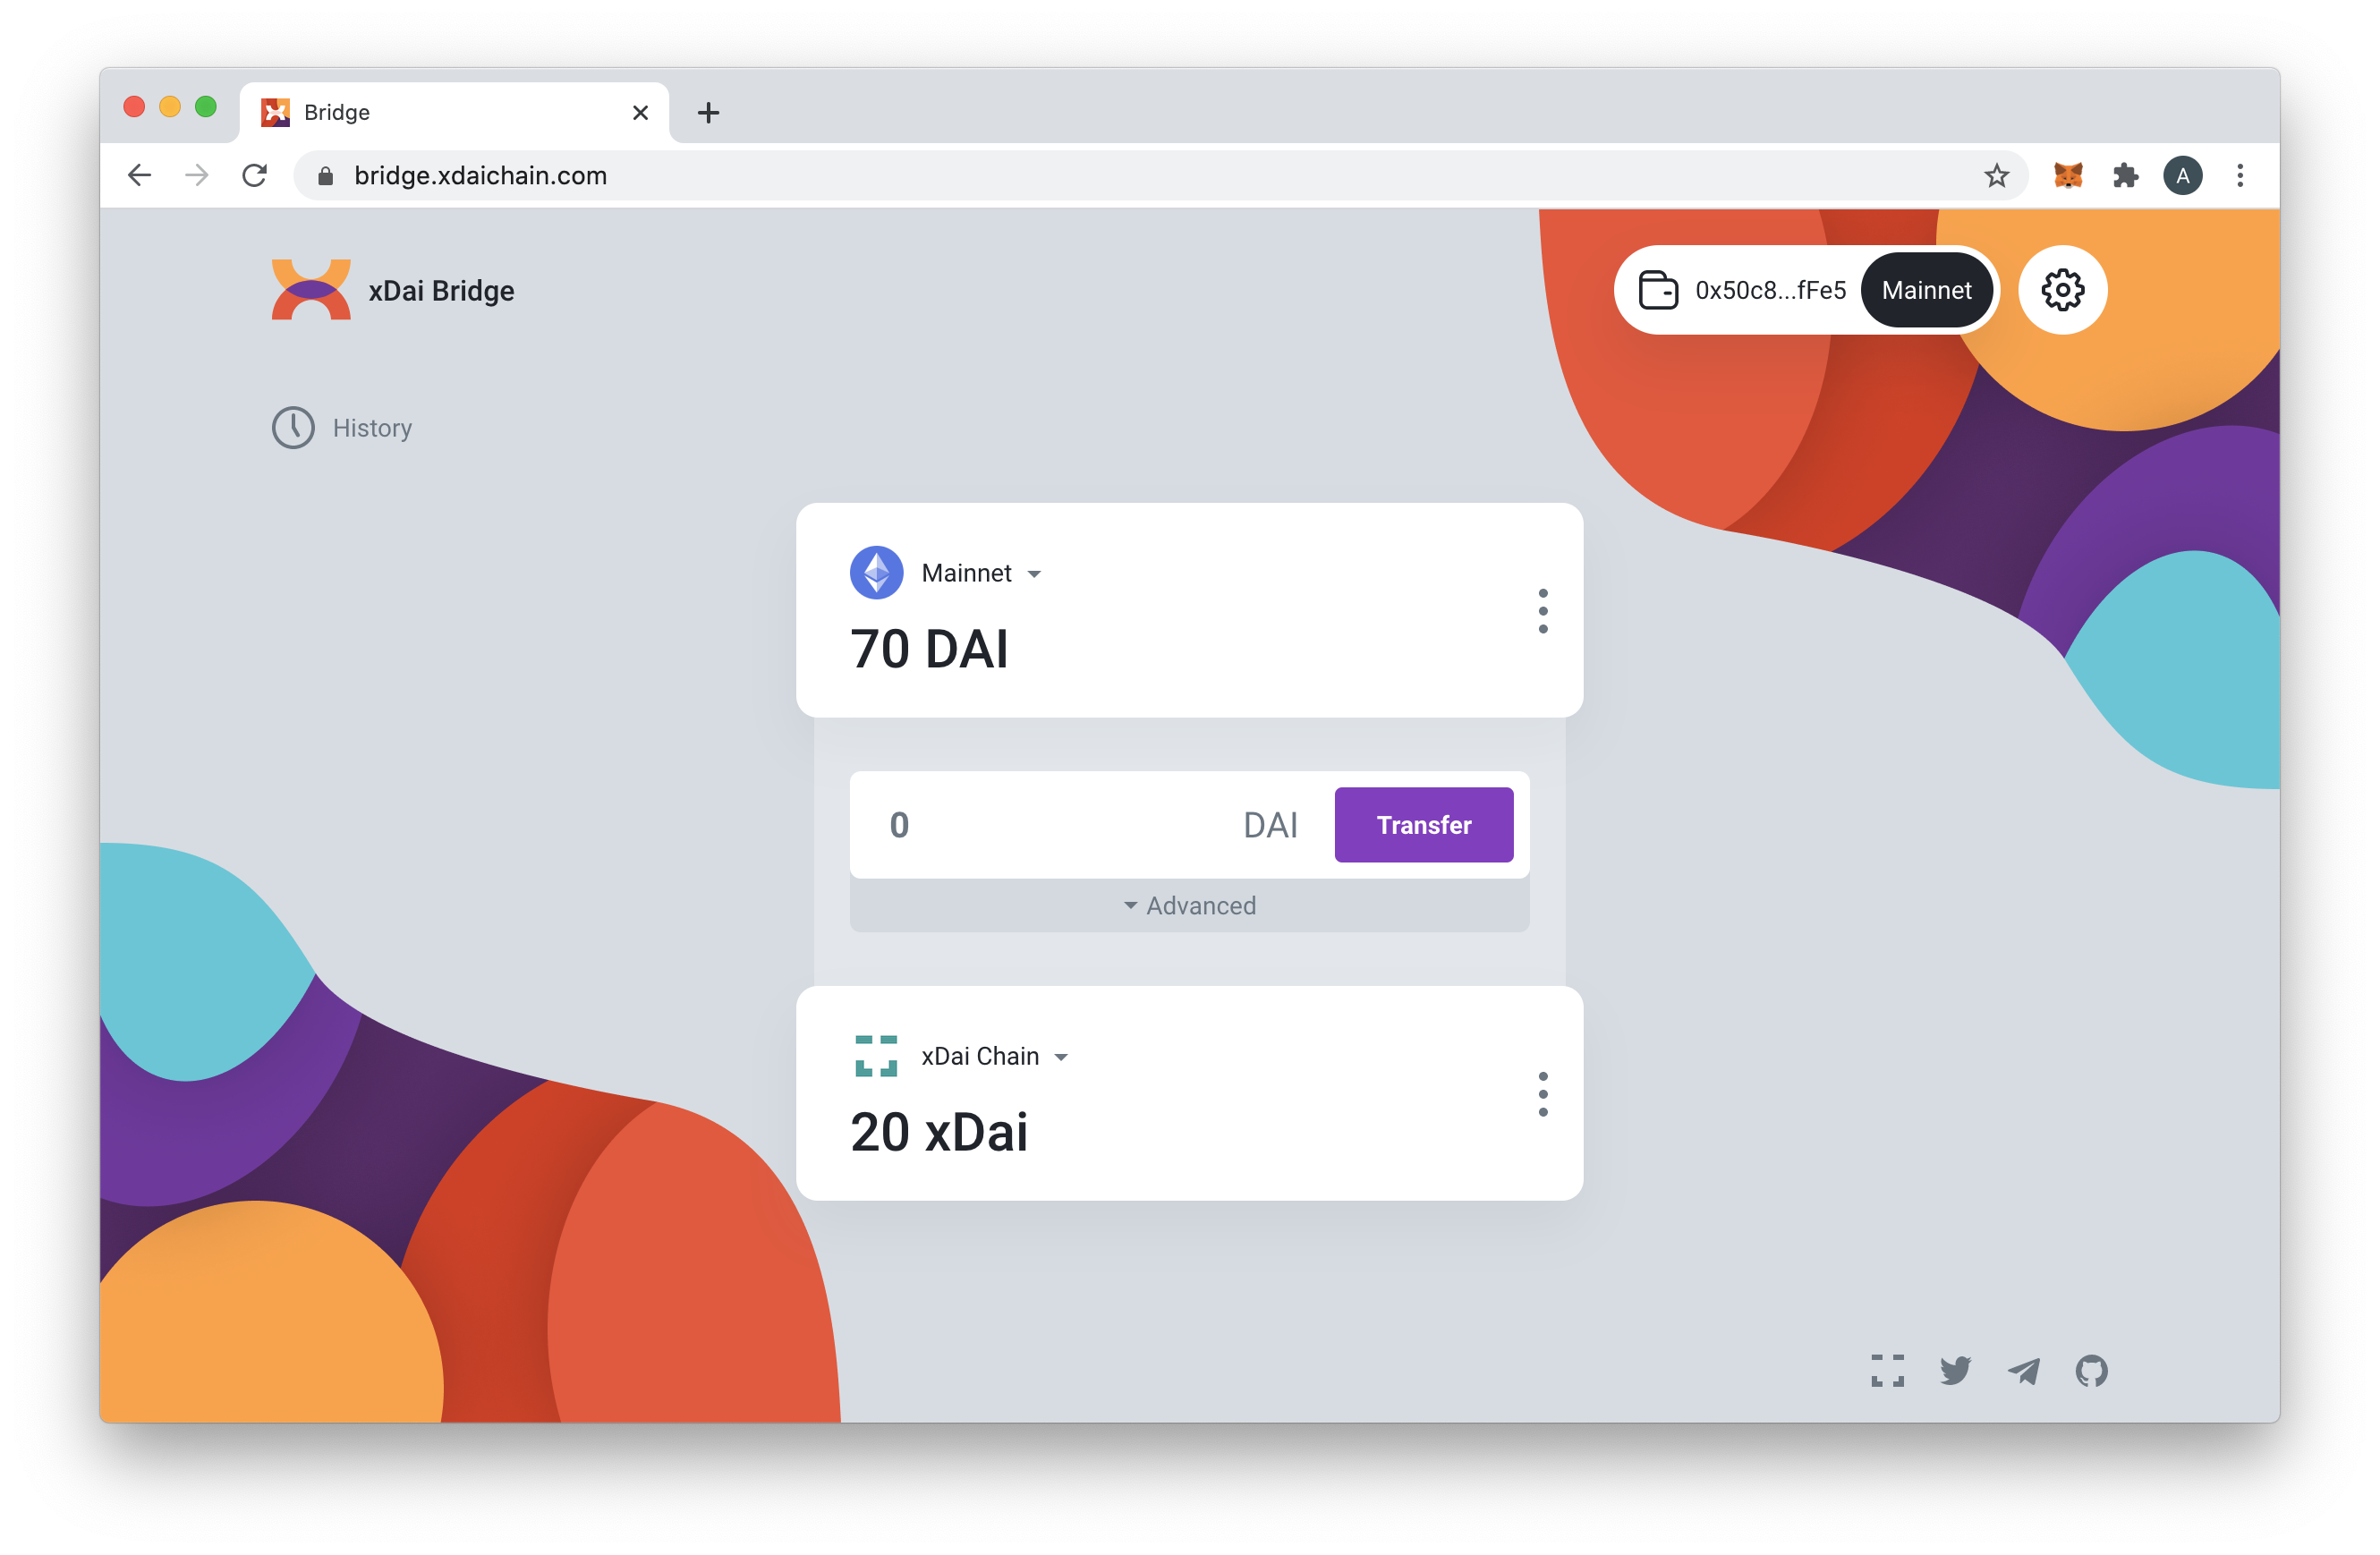 Bridge
bridge.xdaichain.com
A
xDai Bridge
0x50c8...fFe5
Mainnet
History
Mainnet
70 DAI
0
DAI
Transfer
Advanced
xDai Chain
20 xDai